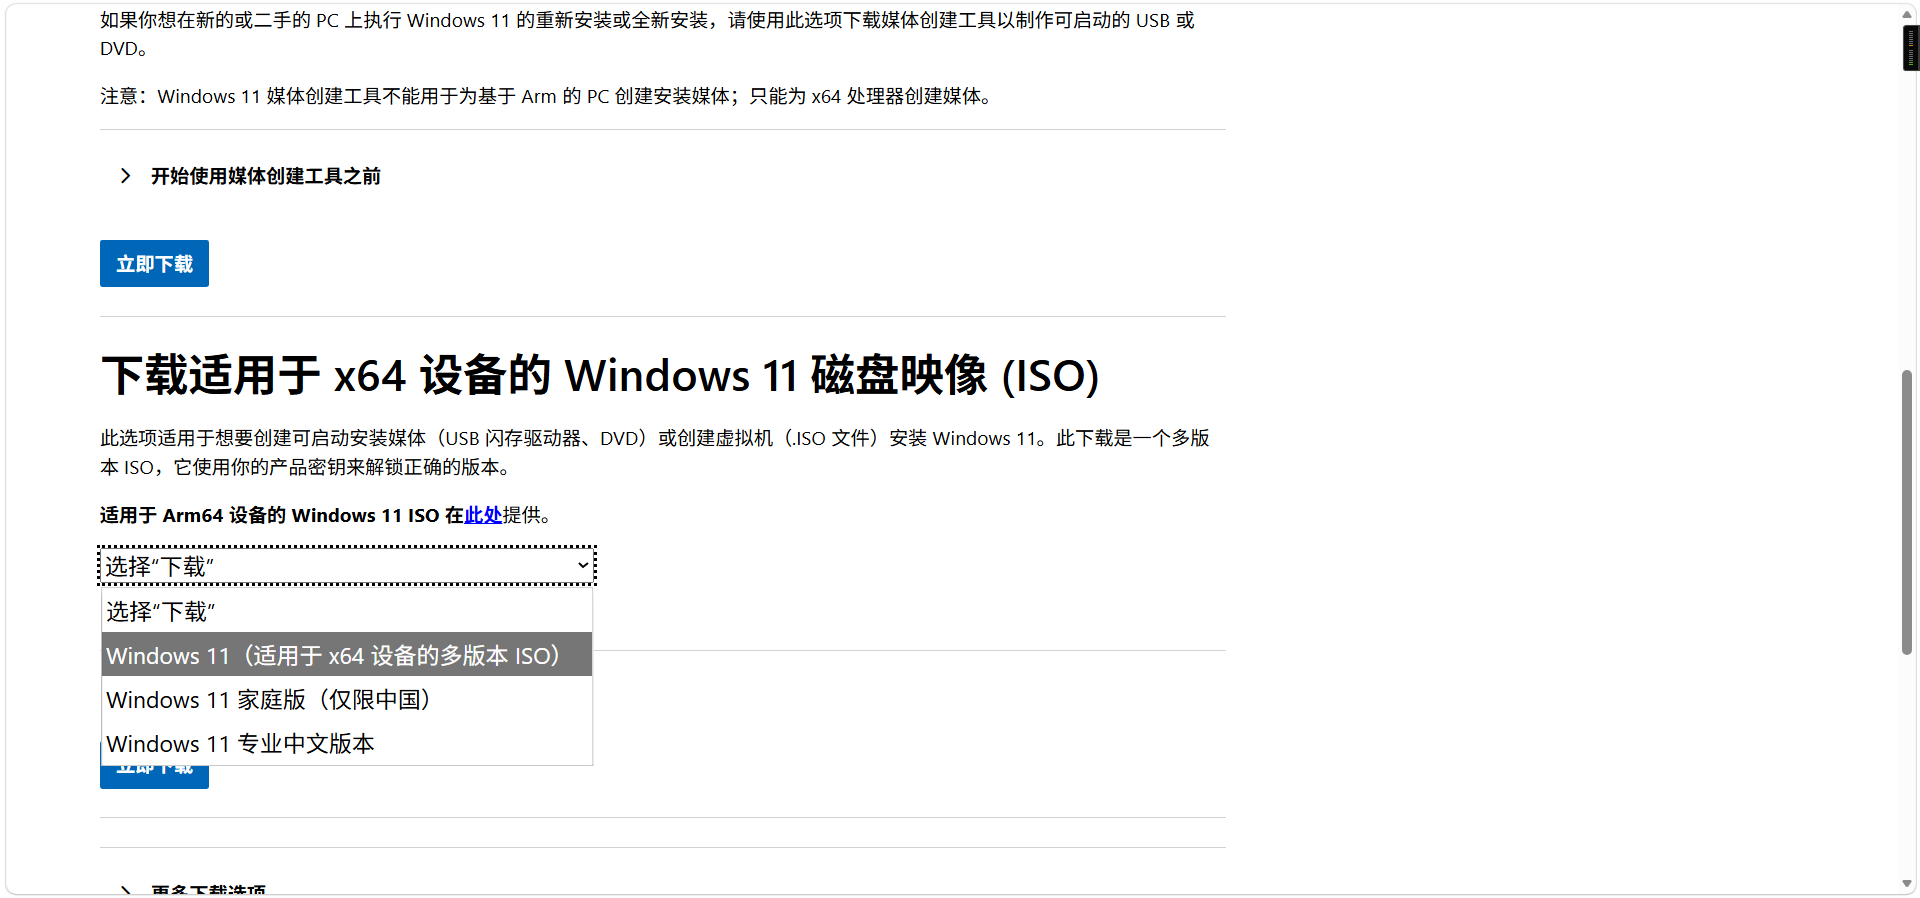 如果你想在新的或二手的 PC 上执行 Windows 11 的重新安装或全新安装，请使用此选项下载媒体创建工具以制作可启动的 USB 或
DVD。
注意：Windows 11 媒体创建工具不能用于为基于 Arm 的 PC 创建安装媒体；只能为 x64 处理器创建媒体。
开始使用媒体创建工具之前
立即下载
下载适用于 x64 设备的 Windows 11 磁盘映像 (ISO)
此选项适用于想要创建可启动安装媒体（USB 闪存驱动器、DVD）或创建虚拟机（.ISO 文件）安装 Windows 11。此下载是一个多版
本 ISO，它使用你的产品密钥来解锁正确的版本。
适用于 Arm64 设备的 Windows 11 ISO 在此处提供。
选择“下载”
选择“下载”
Windows 11（适用于 x64 设备的多版本 ISO）
Windows 11 家庭版（仅限中国）
Windows 11 专业中文版本
立即下载
更多下载选项